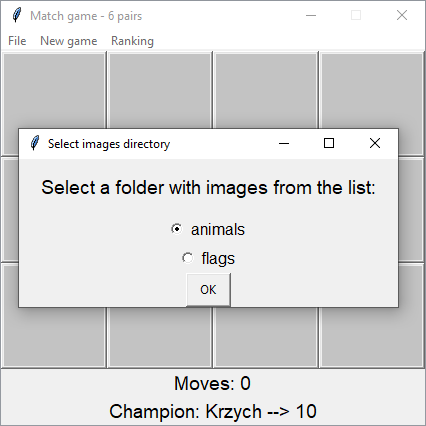 Match game - 6 pairs
File New game Ranking
Select images directory
Select a folder with images from the list:
animals
flags
OK
Moves: 0
Champion: Krzych --> 10